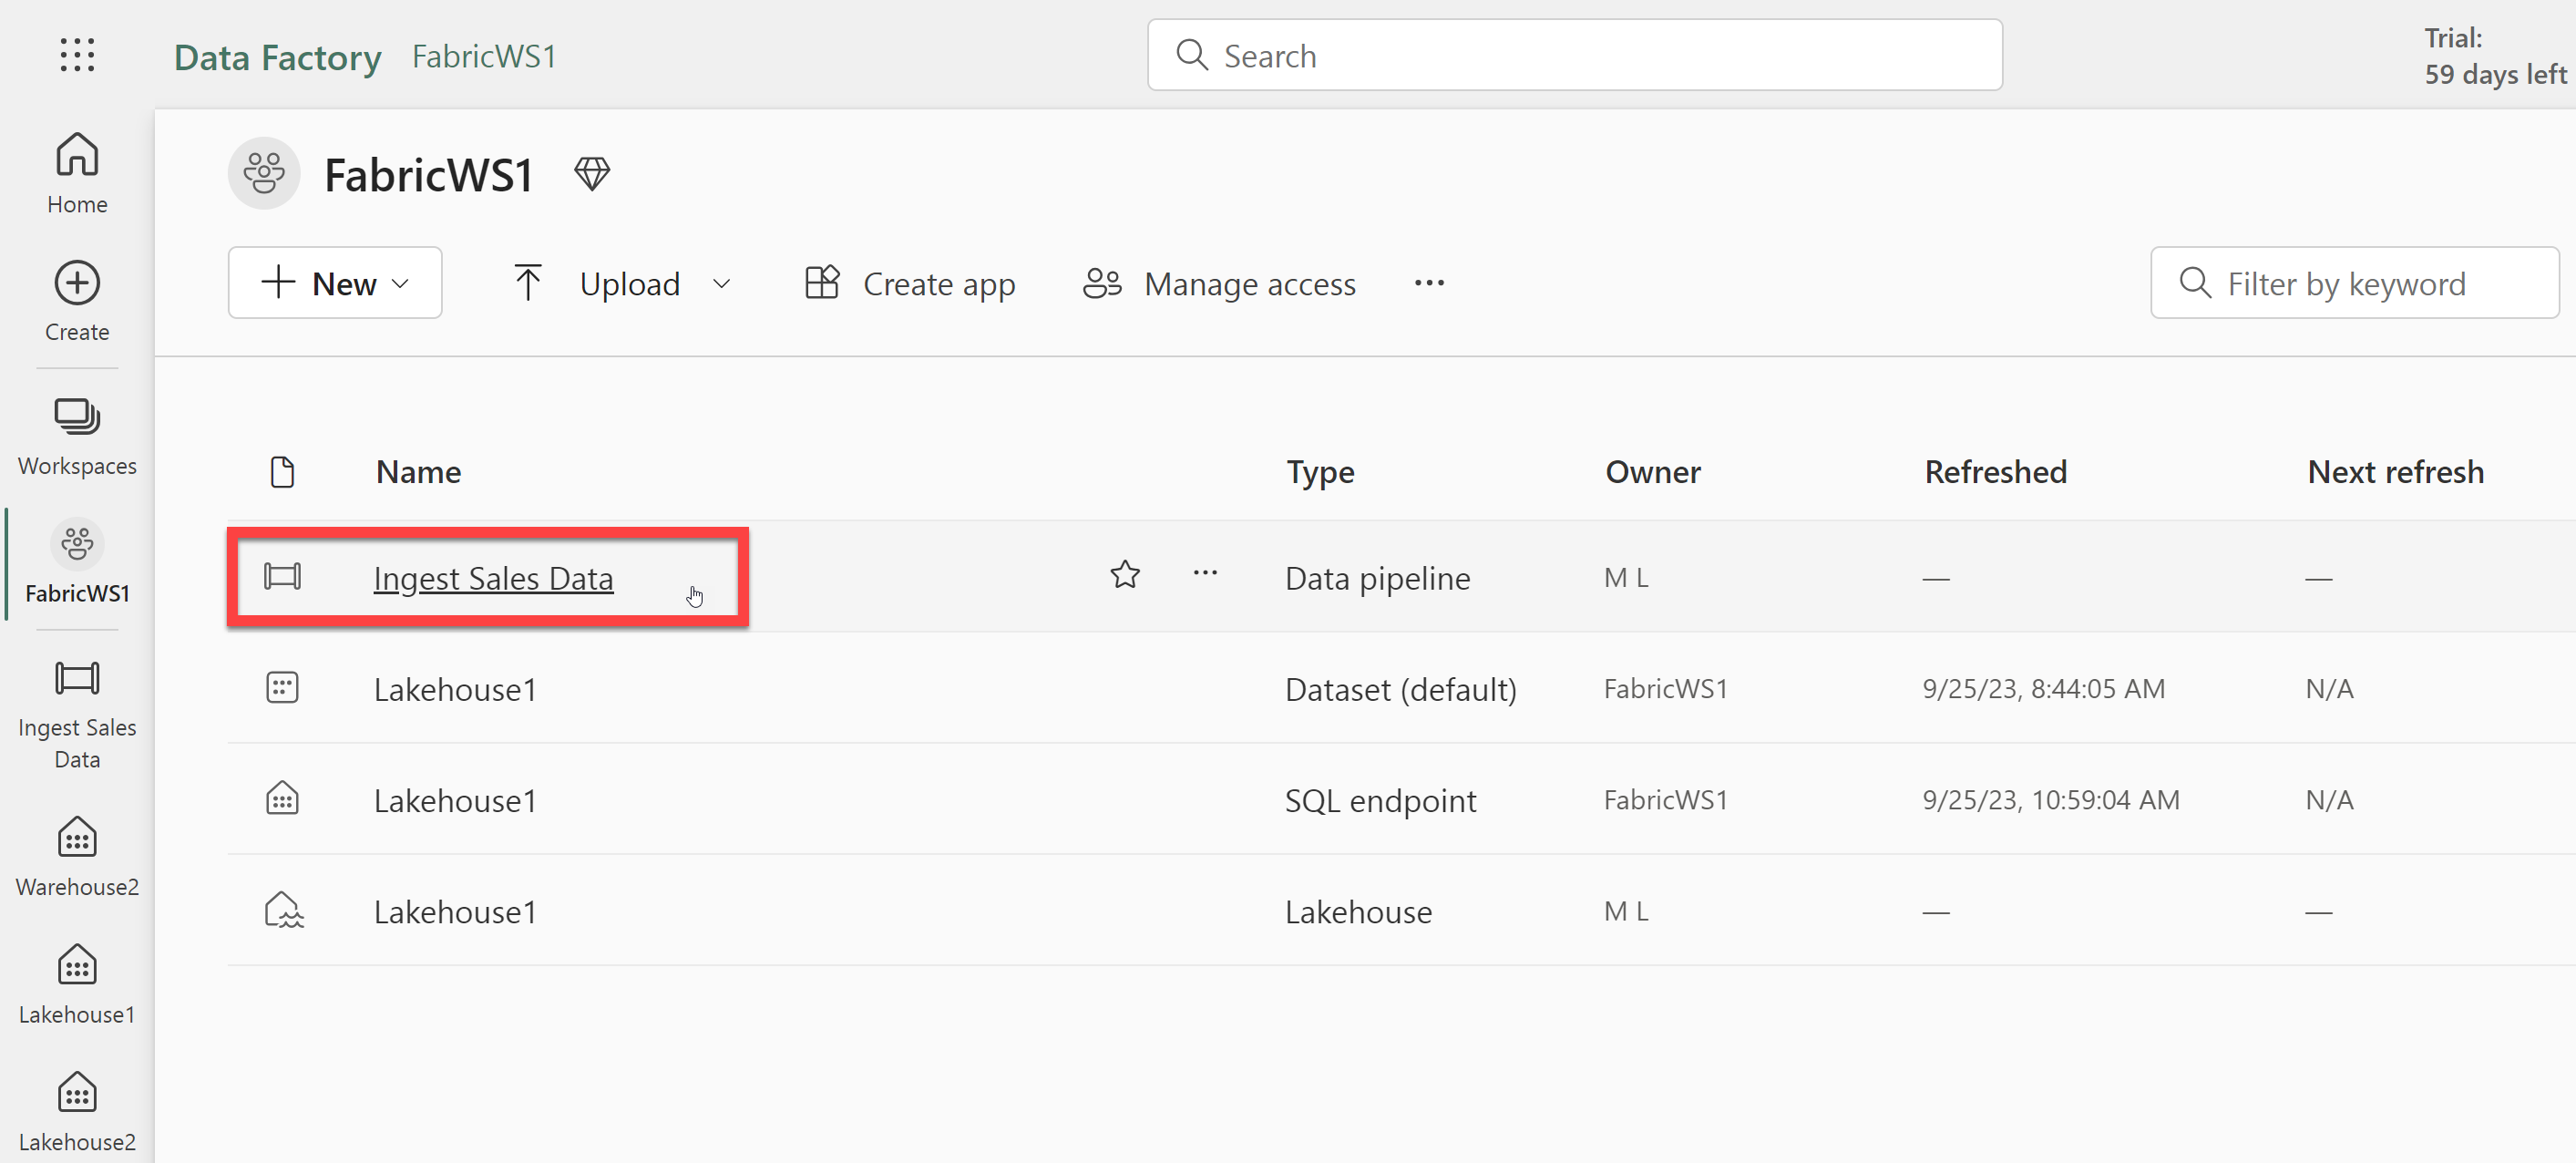 Data Factory FabricWS1 Search Trial:
59 days left
Home
Create
Workspaces
FabricWS1
Ingest Sales
Data
Warehouse2
Lakehouse1
Lakehouse2
FabricWS1
New Upload Create app Manage access ... Filter by keyword
Name Type Owner Refreshed Next refresh
Ingest Sales Data ... Data pipeline M L — —
Lakehouse1 Dataset (default) FabricWS1 9/25/23, 8:44:05 AM N/A
Lakehouse1 SQL endpoint FabricWS1 9/25/23, 10:59:04 AM N/A
Lakehouse1 Lakehouse M L — —